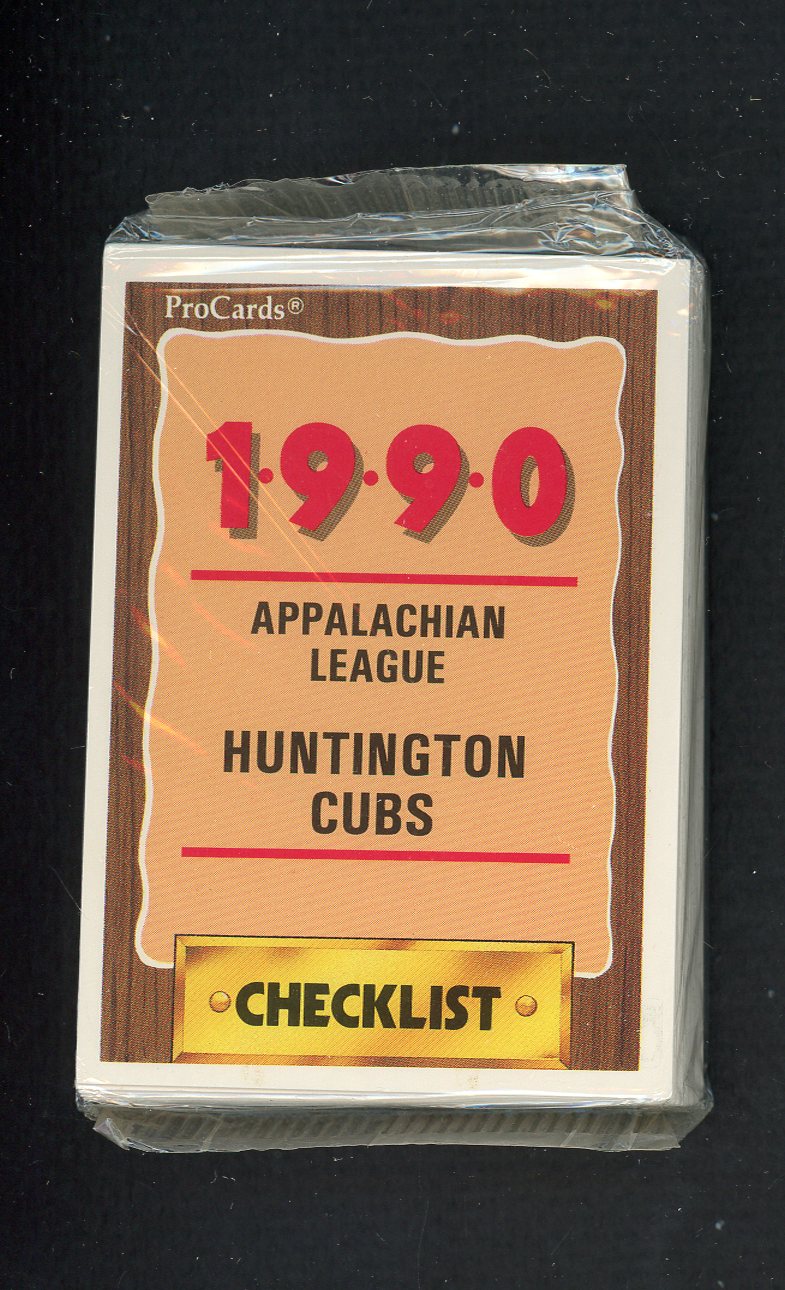 ProCards®
1·9·9·0
APPALACHIAN
LEAGUE
HUNTINGTON
CUBS
CHECKLIST